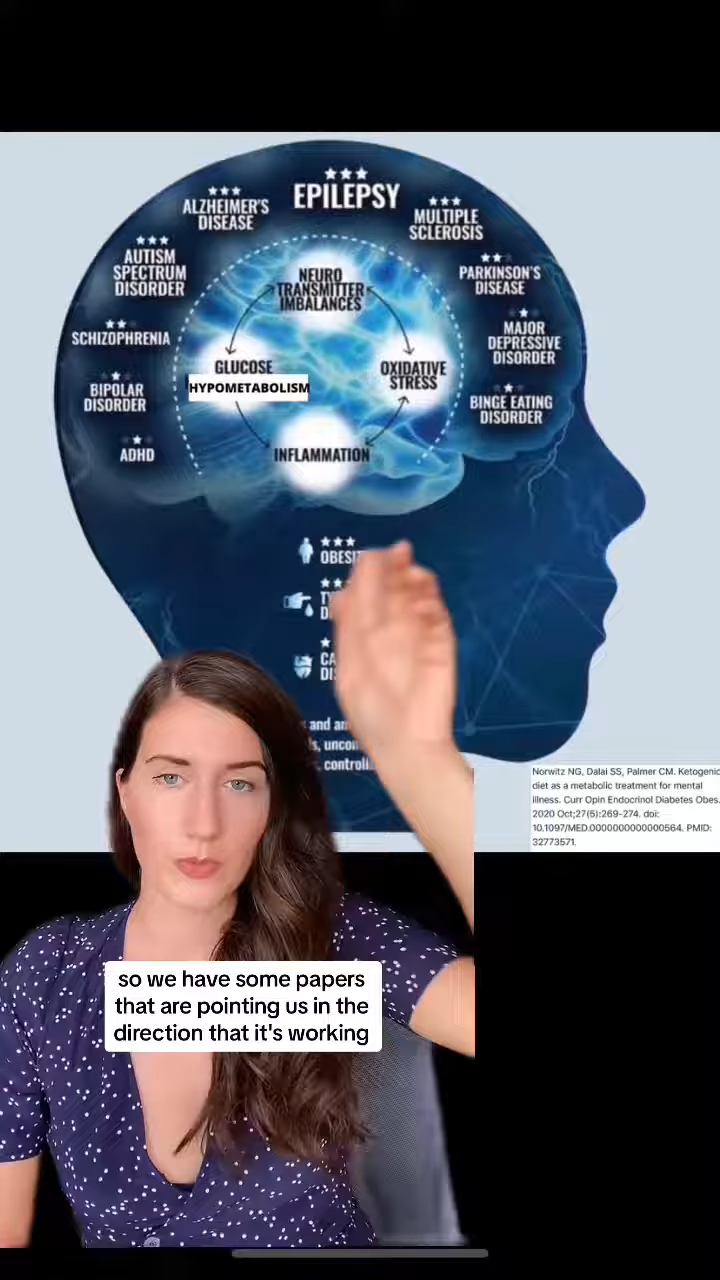 EPILEPSY
ALZHEIMER'S
DISEASE
MULTIPLE
SCLEROSIS
AUTISM
SPECTRUM
DISORDER
NEURO
TRANSMITTER
IMBALANCES
PARKINSON'S
DISEASE
SCHIZOPHRENIA
MAJOR
DEPRESSIVE
DISORDER
GLUCOSE
HYPOMETABOLISM
OXIDATIVE
STRESS
BIPOLAR
DISORDER
BINGE EATING
DISORDER
ADHD
INFLAMMATION
and
Norwitz NG, Dalai SS, Palmer CM. Ketogenic
diet as a metabolic treatment for mental
illness. Curr Opin Endocrinol Diabetes Obes.
2020 Oct;27(5):269-274. doi:
10.1097/MED.0000000000000564. PMID:
32773571.
so we have some papers
that are pointing us in the
direction that it's working